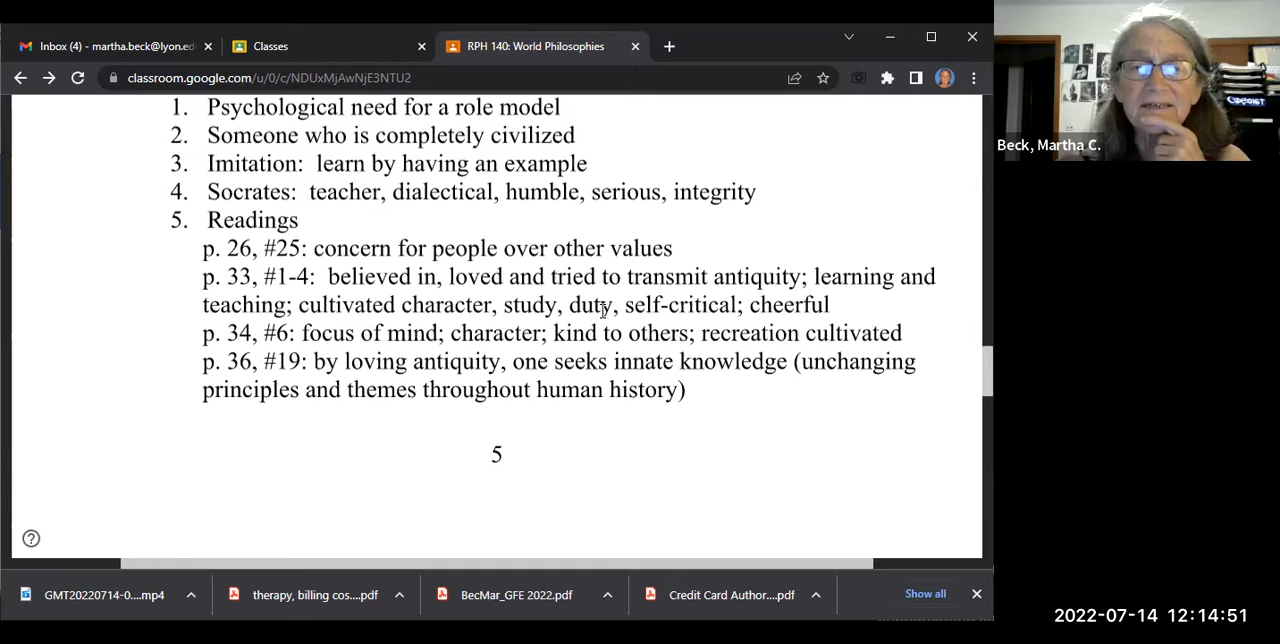 Inbox (4) - martha.beck@lyon.ed
Classes
RPH 140: World Philosophies
classroom.google.com/u/0/c/NDUxMjAwNjE3NTU2
1. Psychological need for a role model
2. Someone who is completely civilized
3. Imitation: learn by having an example
4. Socrates: teacher, dialectical, humble, serious, integrity
5. Readings
p. 26, #25: concern for people over other values
p. 33, #1-4: believed in, loved and tried to transmit antiquity; learning and
teaching; cultivated character, study, duty, self-critical; cheerful
p. 34, #6: focus of mind; character; kind to others; recreation cultivated
p. 36, #19: by loving antiquity, one seeks innate knowledge (unchanging
principles and themes throughout human history)
5
GMT20220714-0....mp4
therapy, billing cos....pdf
BecMar_GFE 2022.pdf
Credit Card Author....pdf
Show all
Beck, Martha C.
2022-07-14 12:14:51